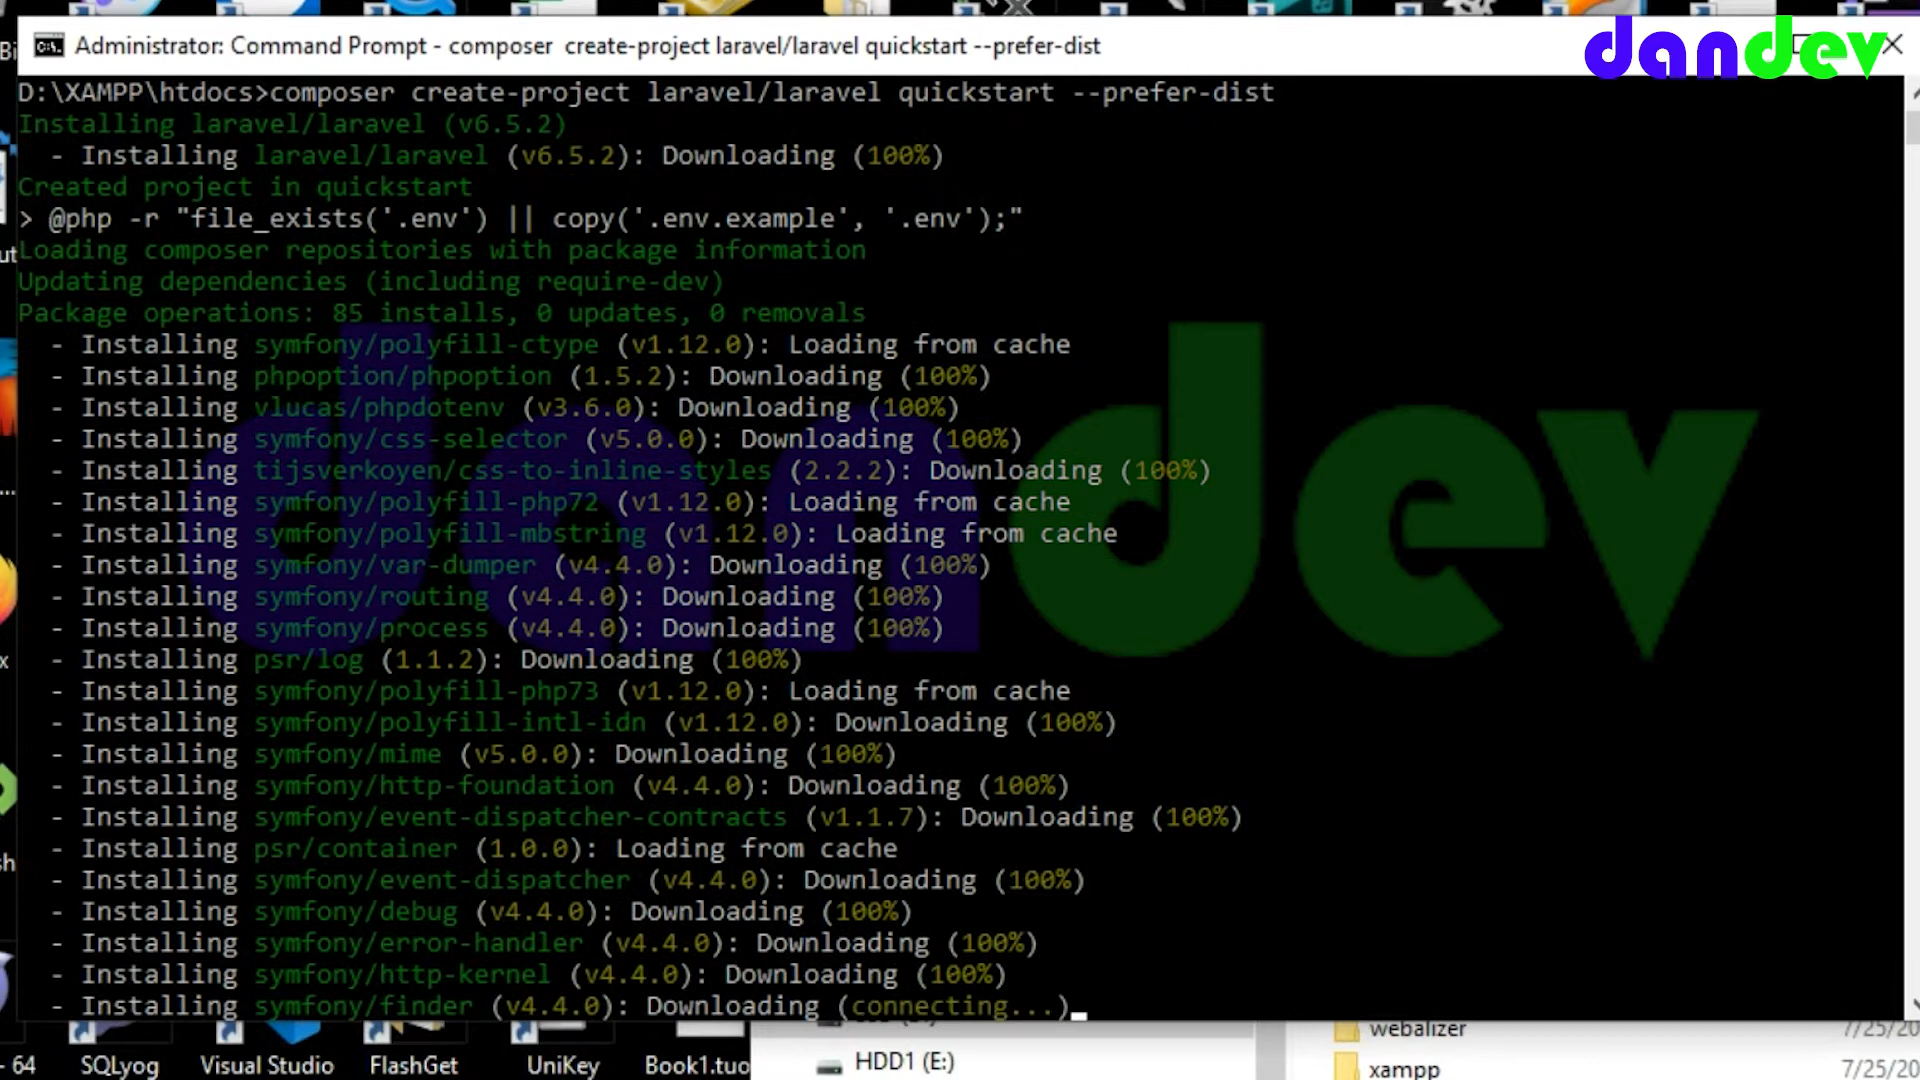 Administrator: Command Prompt - composer  create-project laravel/laravel quickstart --prefer-dist
dandev
D:\XAMPP\htdocs>composer create-project laravel/laravel quickstart --prefer-dist
Installing laravel/laravel (v6.5.2)
  - Installing laravel/laravel (v6.5.2): Downloading (100%)
Created project in quickstart
> @php -r "file_exists('.env') || copy('.env.example', '.env');"
Loading composer repositories with package information
Updating dependencies (including require-dev)
Package operations: 85 installs, 0 updates, 0 removals
  - Installing symfony/polyfill-ctype (v1.12.0): Loading from cache
  - Installing phpoption/phpoption (1.5.2): Downloading (100%)
  - Installing vlucas/phpdotenv (v3.6.0): Downloading (100%)
  - Installing symfony/css-selector (v5.0.0): Downloading (100%)
  - Installing tijsverkoyen/css-to-inline-styles (2.2.2): Downloading (100%)
  - Installing symfony/polyfill-php72 (v1.12.0): Loading from cache
  - Installing symfony/polyfill-mbstring (v1.12.0): Loading from cache
  - Installing symfony/var-dumper (v4.4.0): Downloading (100%)
  - Installing symfony/routing (v4.4.0): Downloading (100%)
  - Installing symfony/process (v4.4.0): Downloading (100%)
  - Installing psr/log (1.1.2): Downloading (100%)
  - Installing symfony/polyfill-php73 (v1.12.0): Loading from cache
  - Installing symfony/polyfill-intl-idn (v1.12.0): Downloading (100%)
  - Installing symfony/mime (v5.0.0): Downloading (100%)
  - Installing symfony/http-foundation (v4.4.0): Downloading (100%)
  - Installing symfony/event-dispatcher-contracts (v1.1.7): Downloading (100%)
  - Installing psr/container (1.0.0): Loading from cache
  - Installing symfony/event-dispatcher (v4.4.0): Downloading (100%)
  - Installing symfony/debug (v4.4.0): Downloading (100%)
  - Installing symfony/error-handler (v4.4.0): Downloading (100%)
  - Installing symfony/http-kernel (v4.4.0): Downloading (100%)
  - Installing symfony/finder (v4.4.0): Downloading (connecting...)
dandev
webalizer 7/25/20
- 64 SQLyog Visual Studio FlashGet UniKey Book1.tuo HDD1 (E:)
xampp 7/25/20